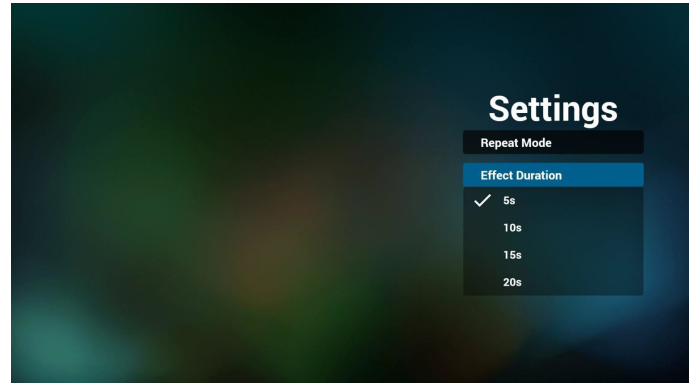 Settings
Repeat Mode
Effect Duration
5s
10s
15s
20s